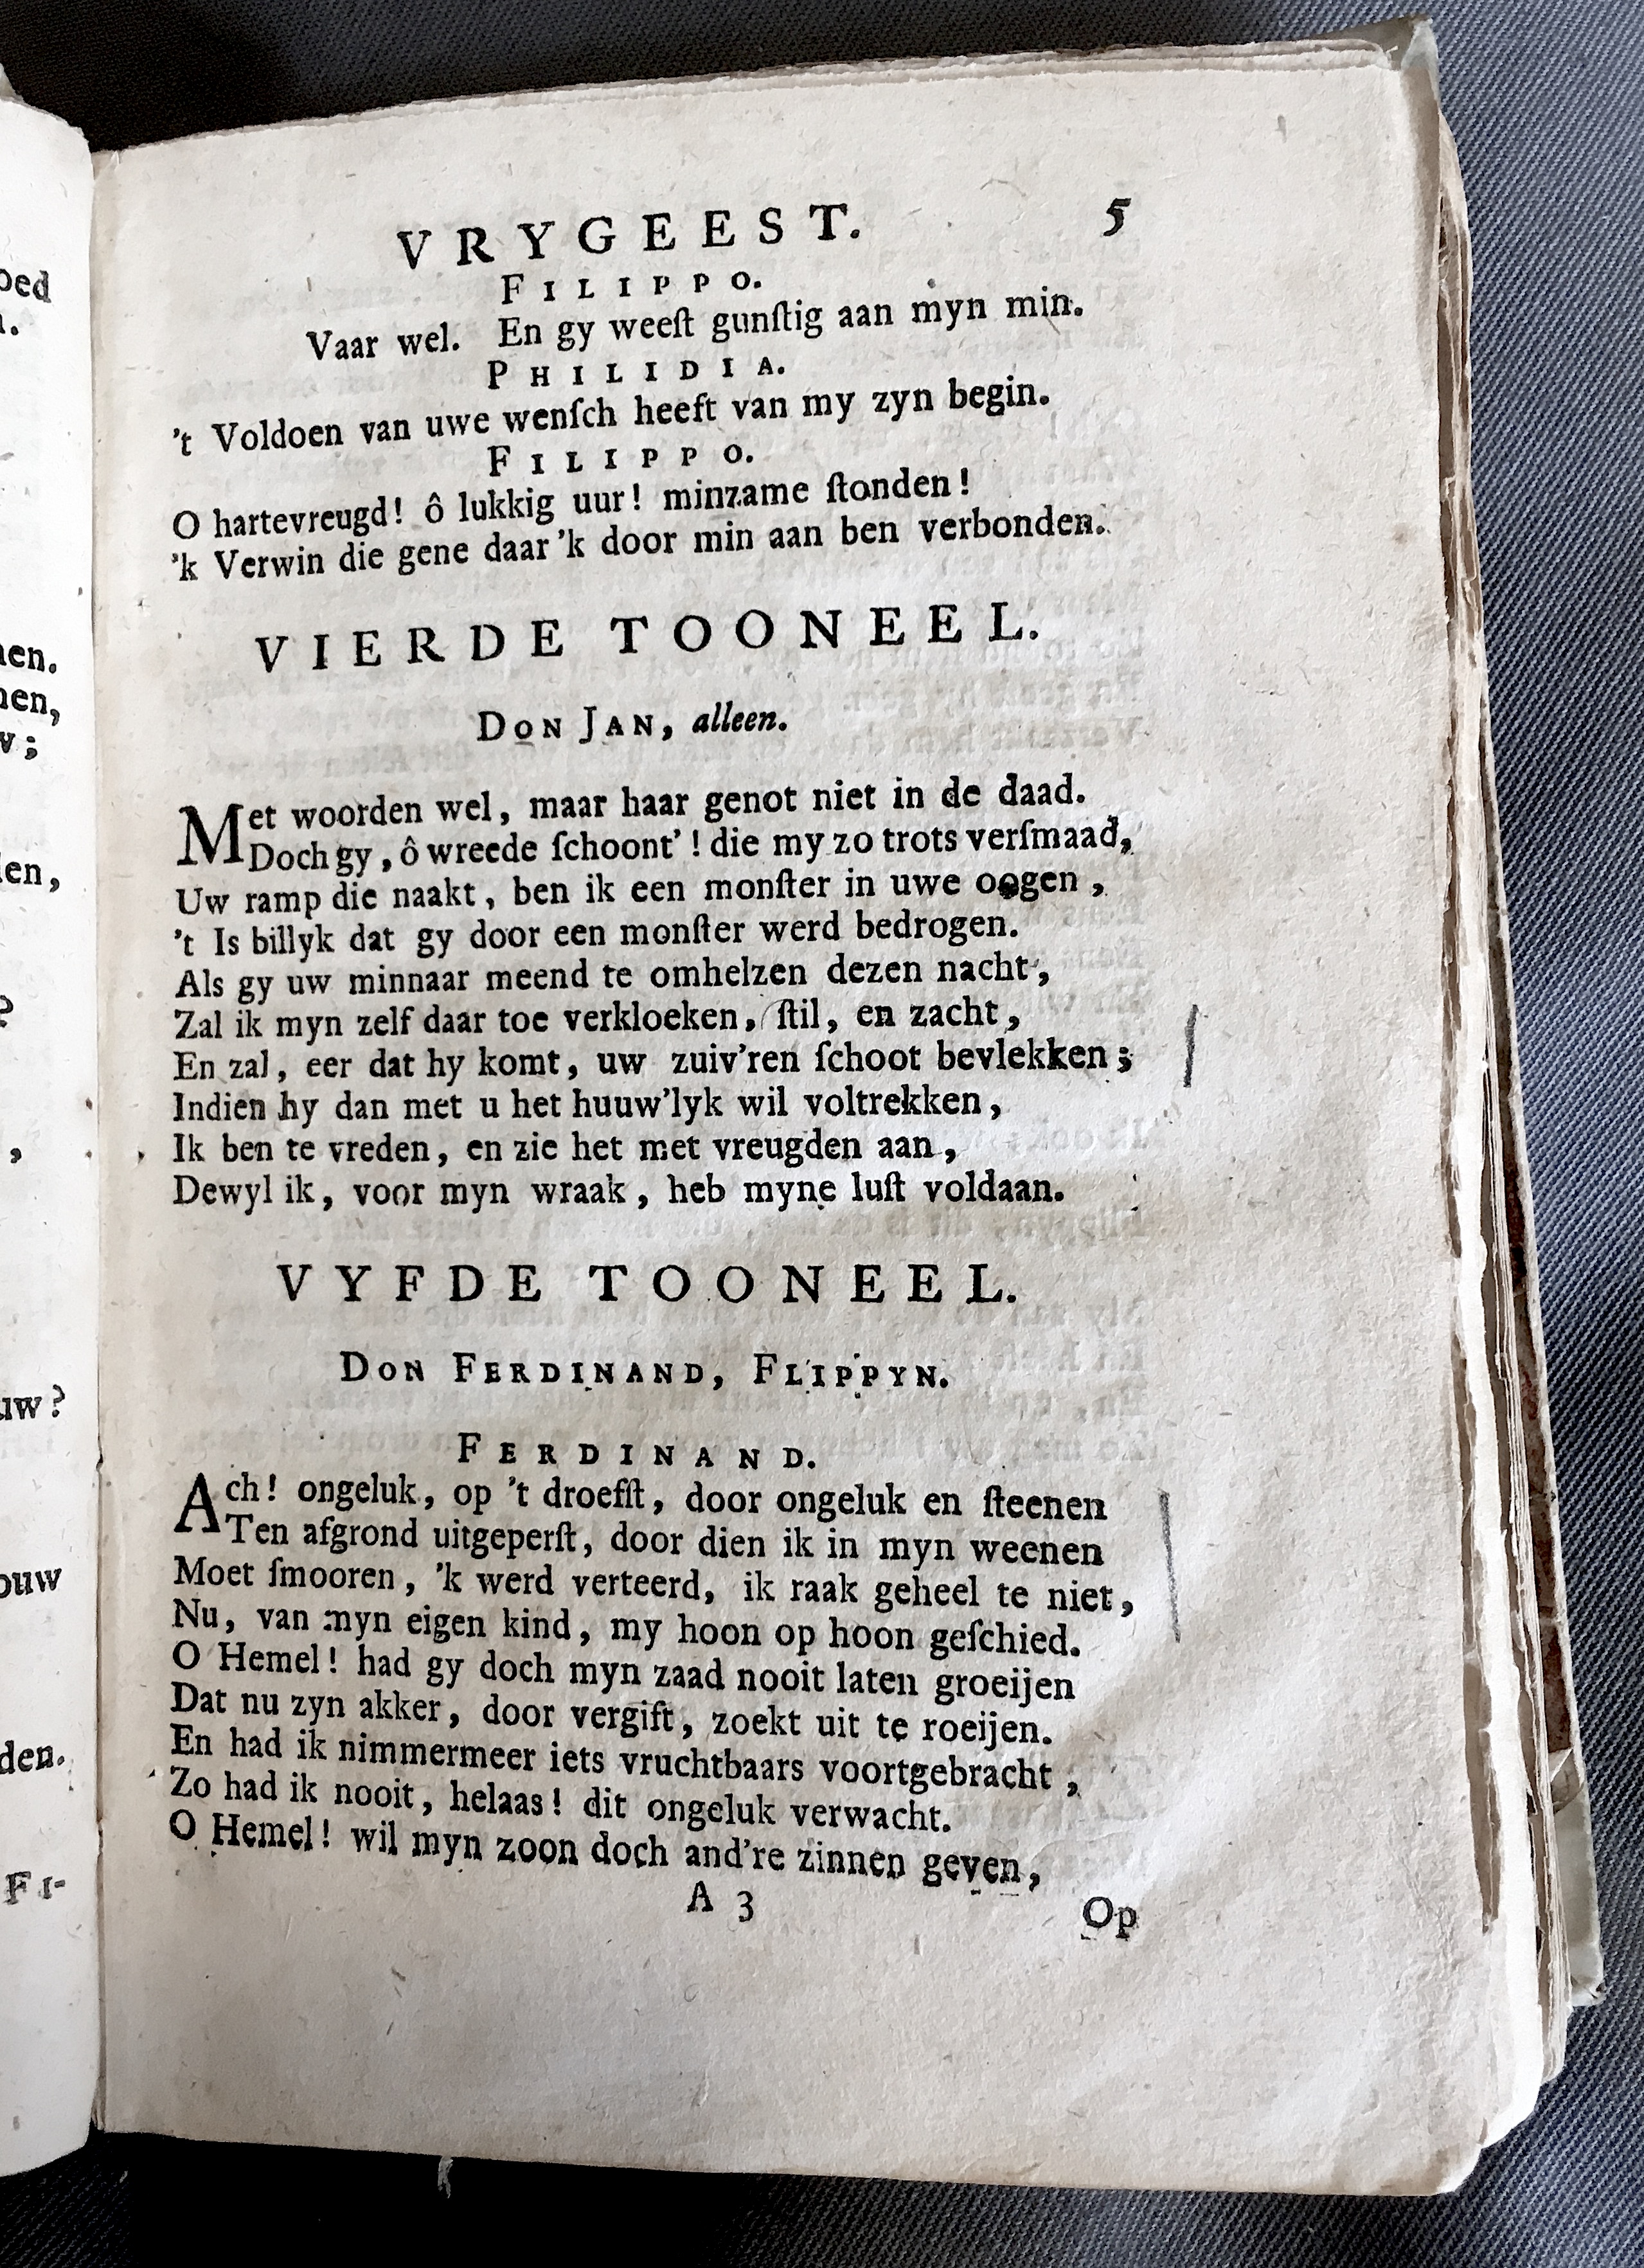 VRYGEEST. 5
FILIPPO.
Vaar wel. En gy weeſt gunſtig aan myn min.
PHILIDIA.
't Voldoen van uwe wenſch heeft van my zyn begin.
FILIPPO.
O hartevreugd! ô lukkig uur! minzame ſtonden!
'k Verwin die gene daar 'k door min aan ben verbonden.
VIERDE TOONEEL.
DON JAN, alleen.
Met woorden wel, maar haar genot niet in de daad.
Doch gy, ô wreede ſchoont'! die my zo trots verſmaad,
Uw ramp die naakt, ben ik een monſter in uwe oogen,
't Is billyk dat gy door een monſter werd bedrogen.
Als gy uw minnaar meend te omhelzen dezen nacht,
Zal ik myn zelf daar toe verkloeken, ſtil, en zacht,
En zal, eer dat hy komt, uw zuiv'ren ſchoot bevlekken;
Indien hy dan met u het huuw'lyk wil voltrekken,
Ik ben te vreden, en zie het met vreugden aan,
Dewyl ik, voor myn wraak, heb myne luſt voldaan.
VYFDE TOONEEL.
DON FERDINAND, FLIPPYN.
FERDINAND.
Ach! ongeluk, op 't droefſt, door ongeluk en ſteenen
Ten afgrond uitgeperſt, door dien ik in myn weenen
Moet ſmooren, 'k werd verteerd, ik raak geheel te niet,
Nu, van myn eigen kind, my hoon op hoon geſchied.
O Hemel! had gy doch myn zaad nooit laten groeijen
Dat nu zyn akker, door vergift, zoekt uit te roeijen.
En had ik nimmermeer iets vruchtbaars voortgebracht,
Zo had ik nooit, helaas! dit ongeluk verwacht.
O Hemel! wil myn zoon doch and're zinnen geven,
A 3 Op